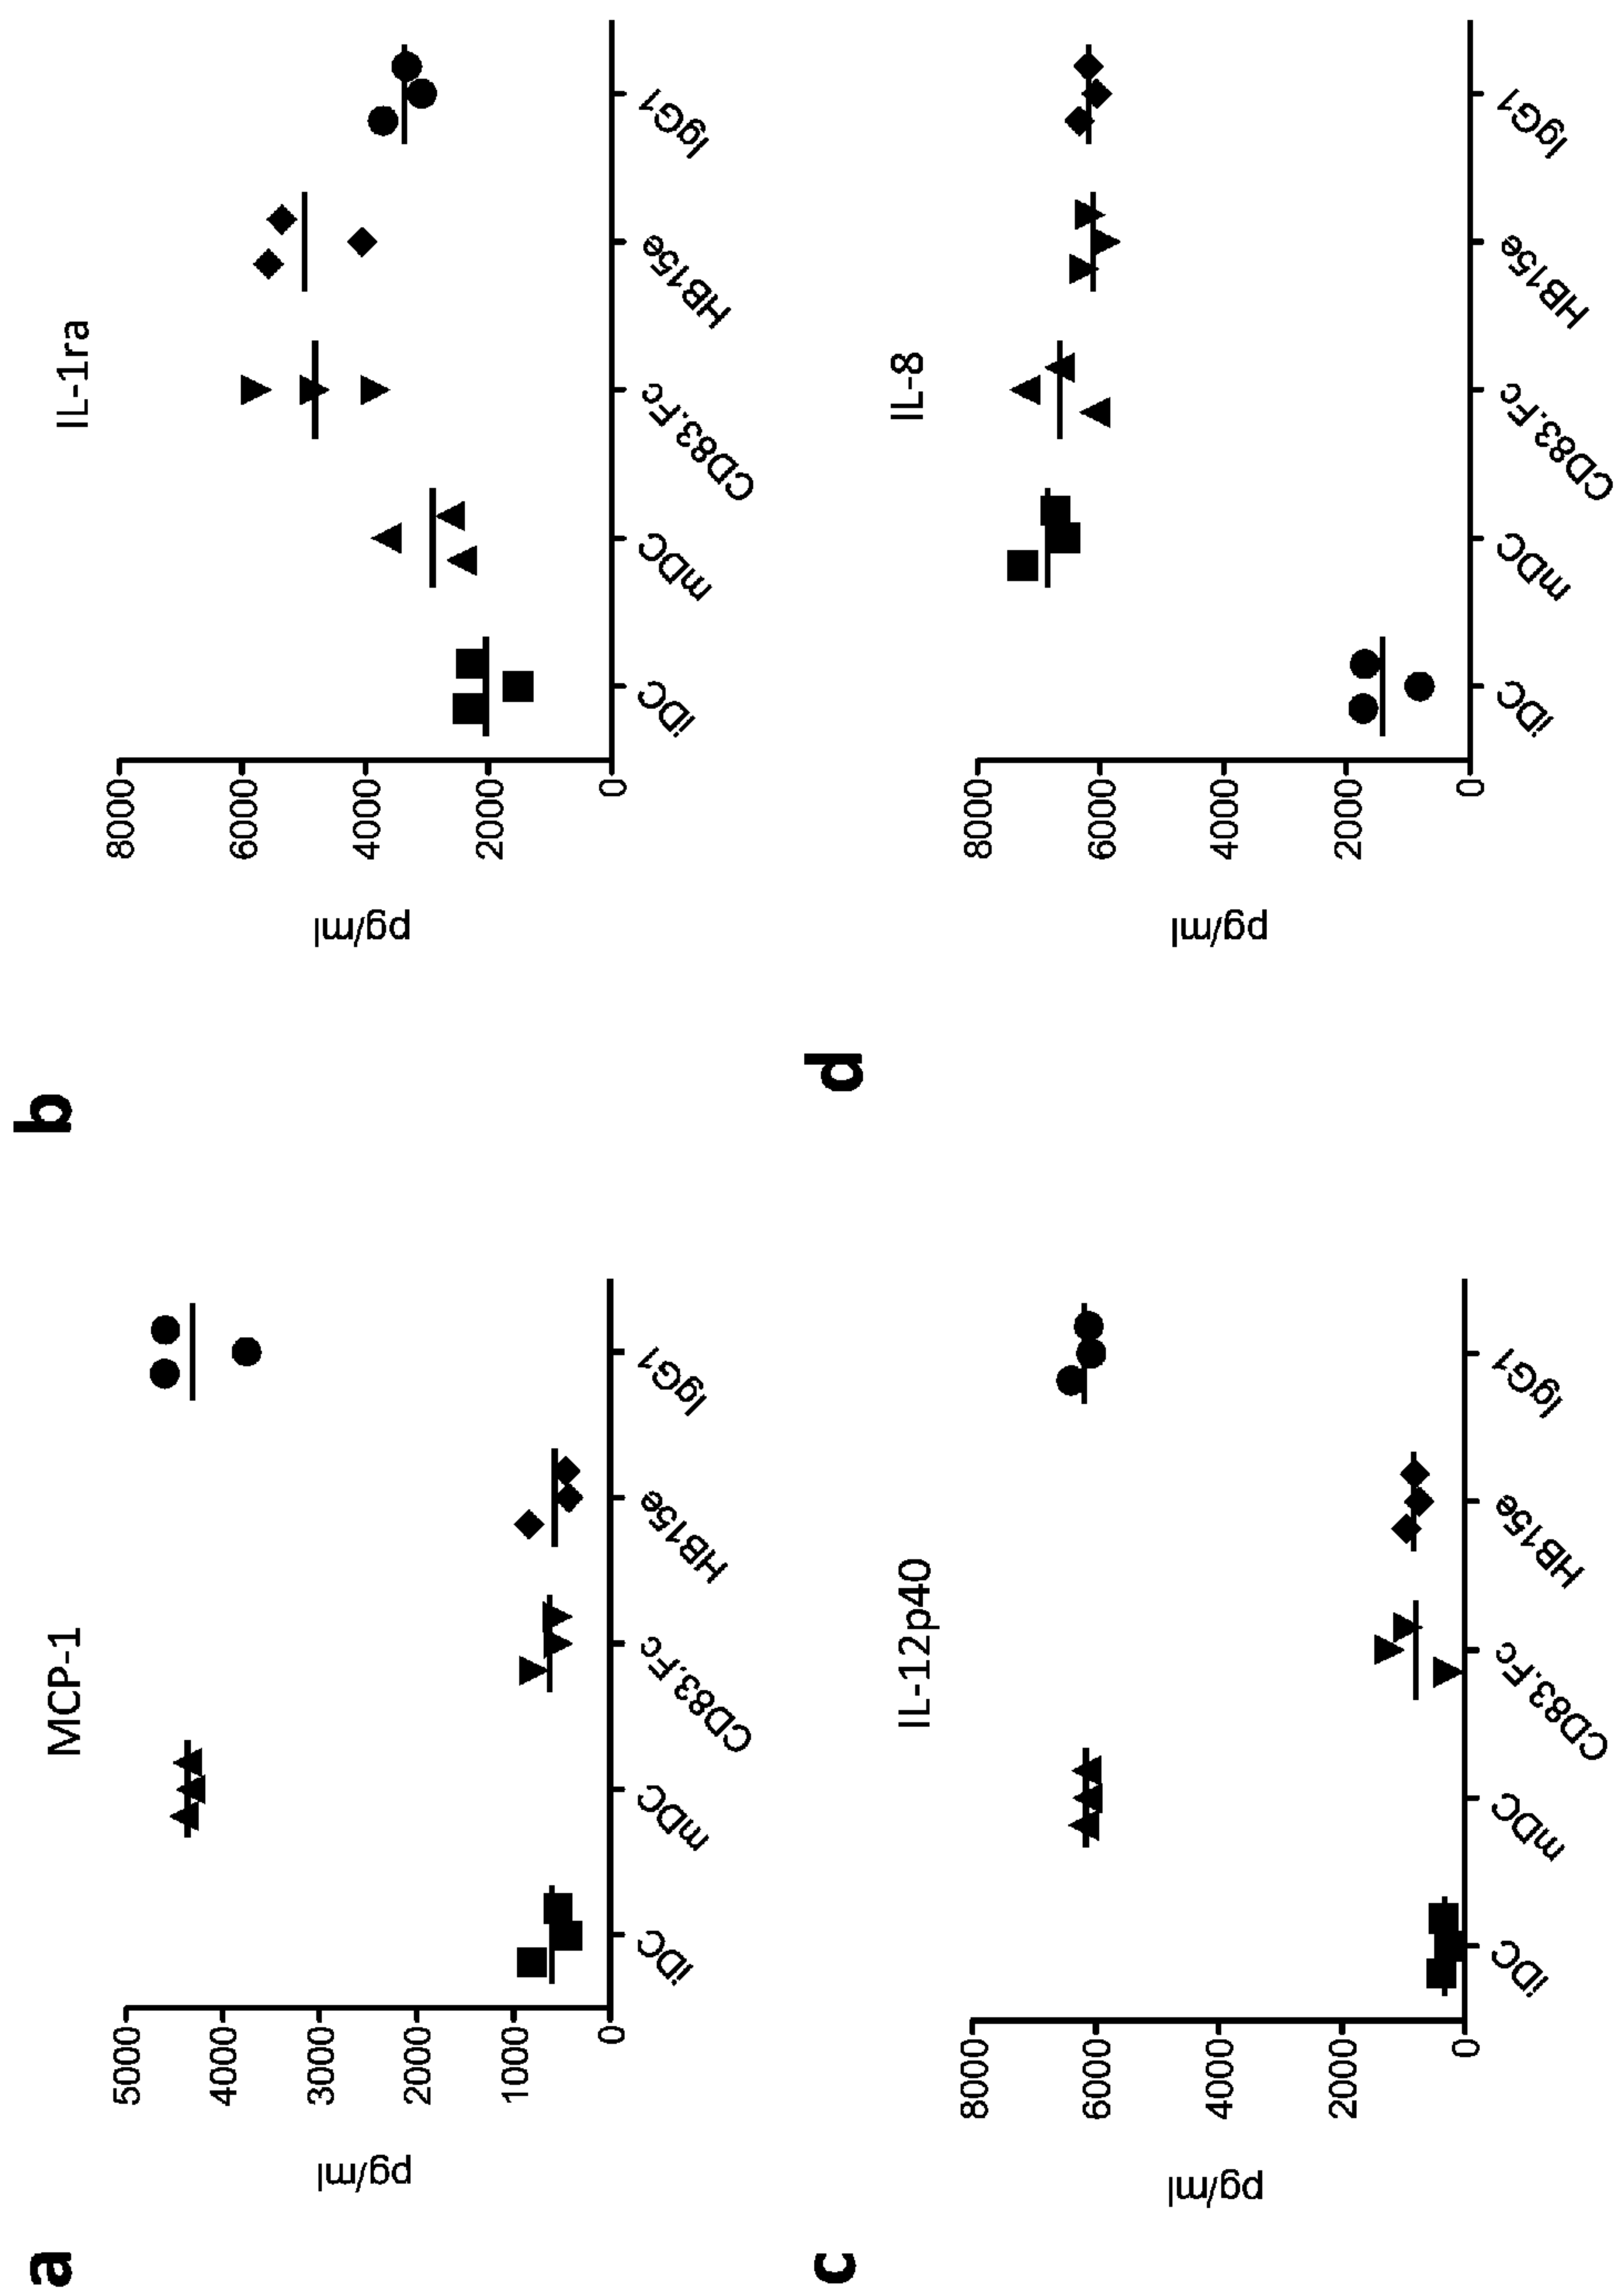 a
MCP-1
pg/ml
5000
4000
3000
2000
1000
0
iDC
mDC
CD83.Fc
HB15e
IgG1
b
IL-1ra
pg/ml
8000
6000
4000
2000
0
iDC
mDC
CD83.Fc
HB15e
IgG1
c
IL-12p40
pg/ml
8000
6000
4000
2000
0
iDC
mDC
CD83.Fc
HB15e
IgG1
d
IL-8
pg/ml
8000
6000
4000
2000
0
iDC
mDC
CD83.Fc
HB15e
IgG1